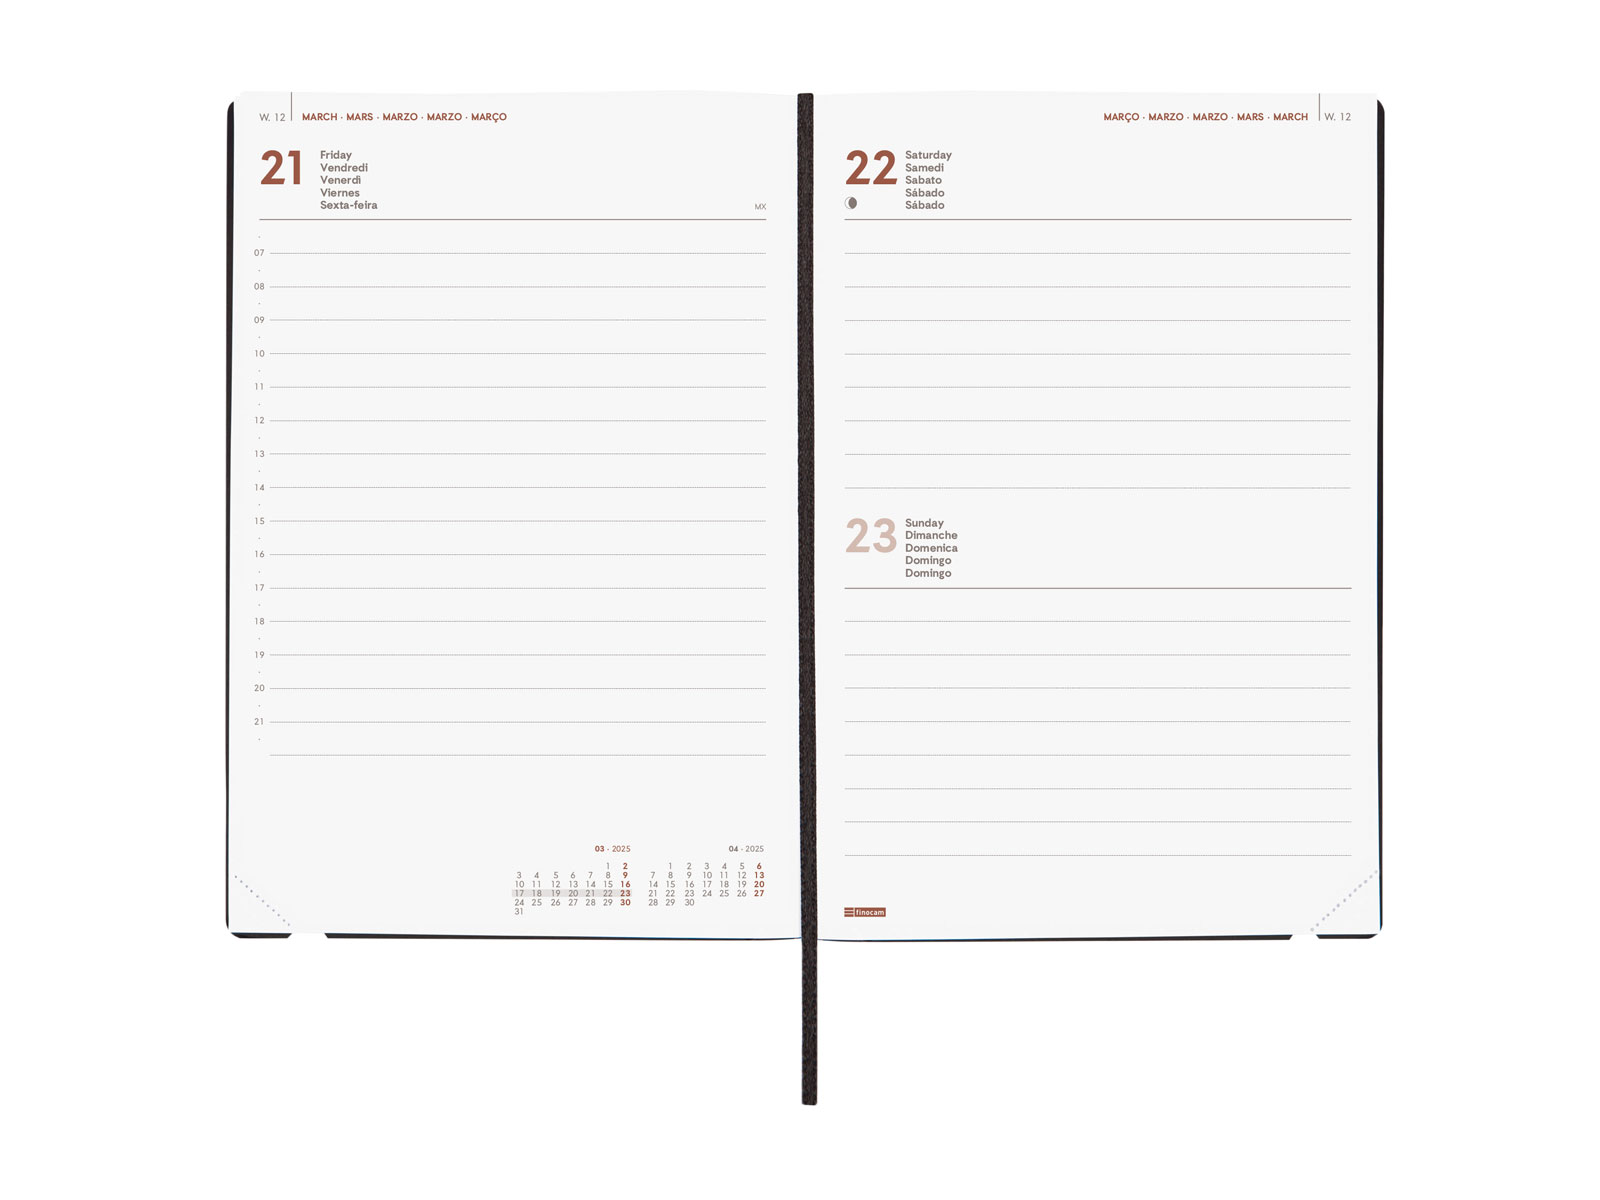 W. 12 MARCH · MARS · MARZO · MARZO · MARÇO
21
Friday
Vendredi
Venerdì
Viernes
Sexta-feira
MX
07
08
09
10
11
12
13
14
15
16
17
18
19
20
21
03 - 2025
1 2
3 4 5 6 7 8 9
10 11 12 13 14 15 16
17 18 19 20 21 22 23
24 25 26 27 28 29 30
31
04 - 2025
1 2 3 4 5 6
7 8 9 10 11 12 13
14 15 16 17 18 19 20
21 22 23 24 25 26 27
28 29 30
MARÇO · MARZO · MARZO · MARS · MARCH W. 12
22
Saturday
Samedi
Sabato
Sábado
Sábado
23
Sunday
Dimanche
Domenica
Domingo
Domingo
finocam